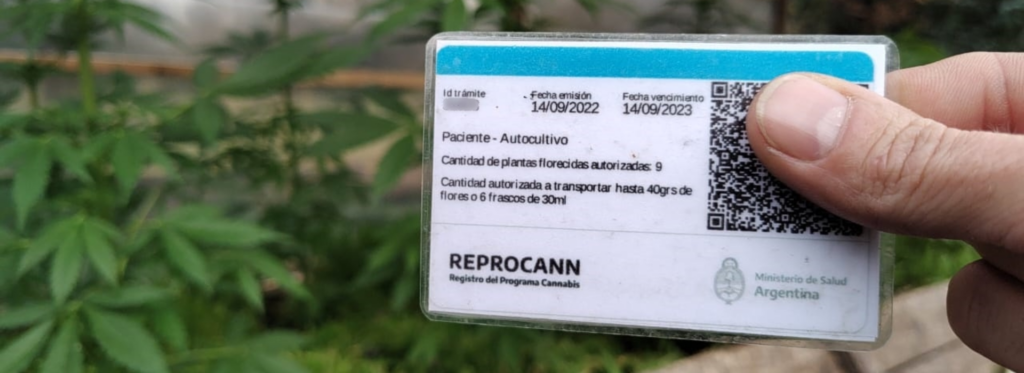 Id trámite
Fecha emisión
Fecha vencimiento
14/09/2022
14/09/2023
Paciente - Autocultivo
Cantidad de plantas florecidas autorizadas: 9
Cantidad autorizada a transportar hasta 40grs de
flores o 6 frascos de 30ml
REPROCANN
Registro del Programa Cannabis
Ministerio de Salud
Argentina